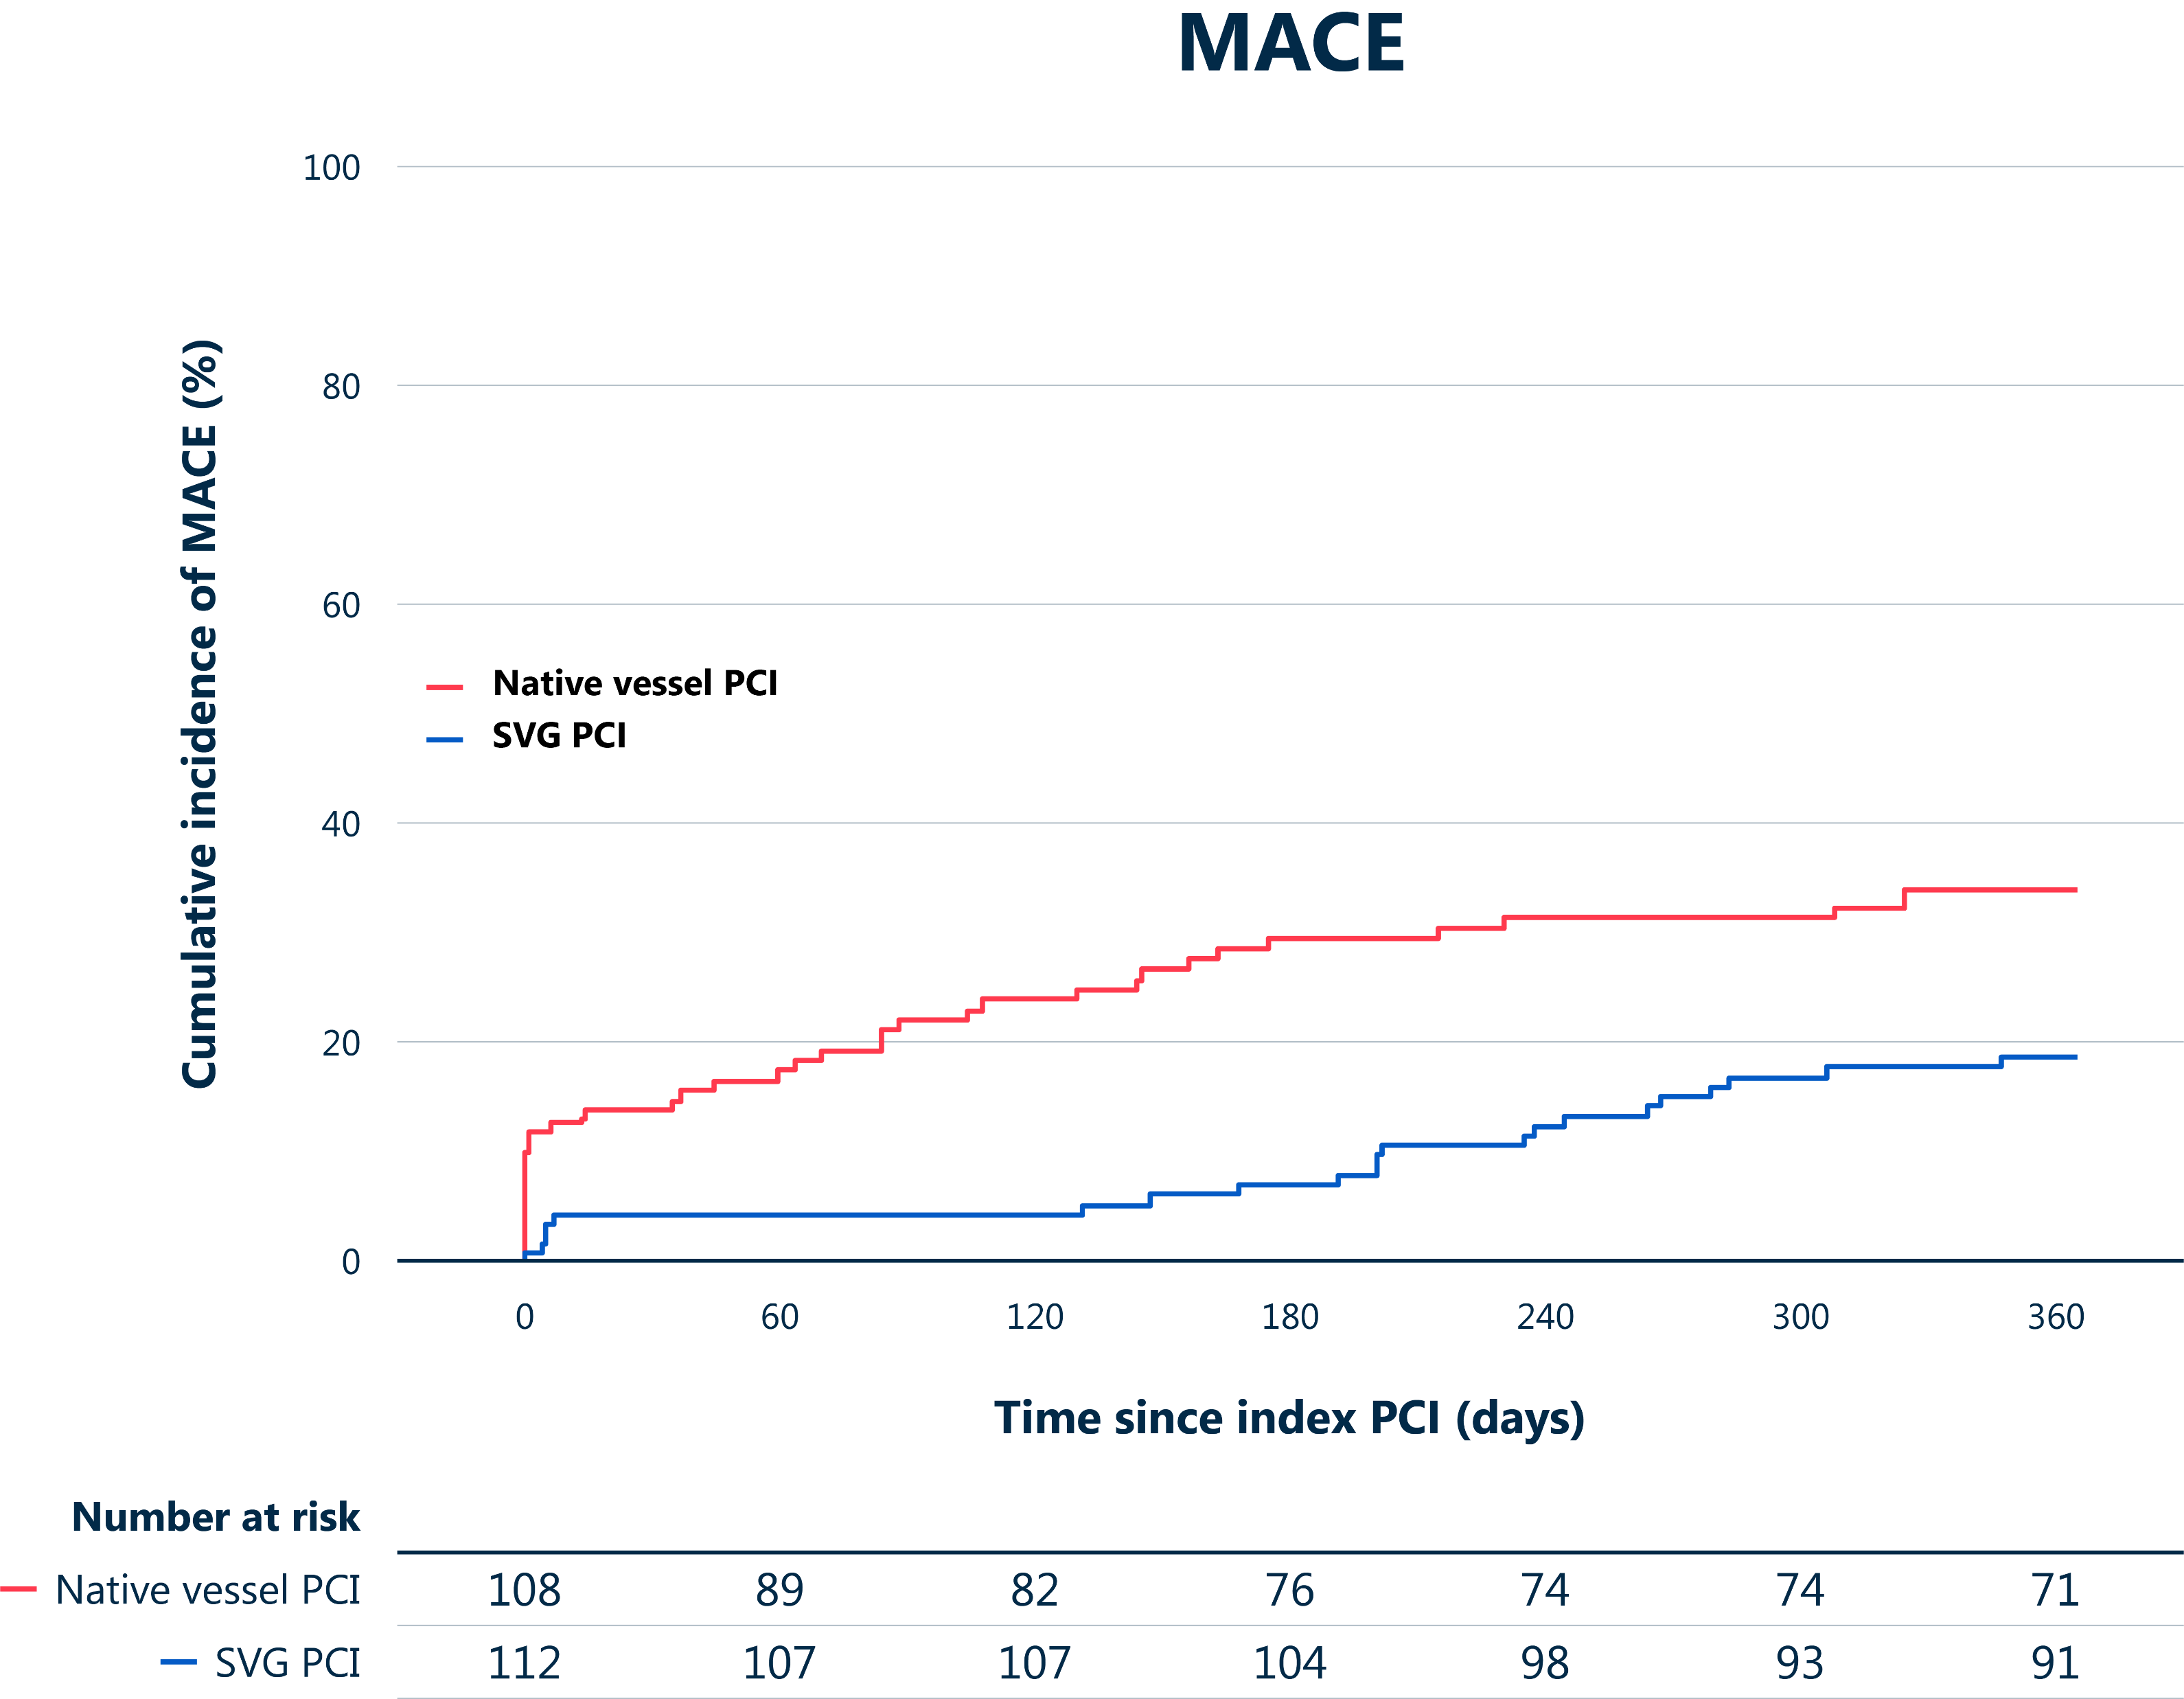 MACE
Cumulative incidence of MACE (%)
100
80
60
40
20
0
Native vessel PCI
SVG PCI
0 60 120 180 240 300 360
Time since index PCI (days)
Number at risk
Native vessel PCI 108 89 82 76 74 74 71
SVG PCI 112 107 107 104 98 93 91